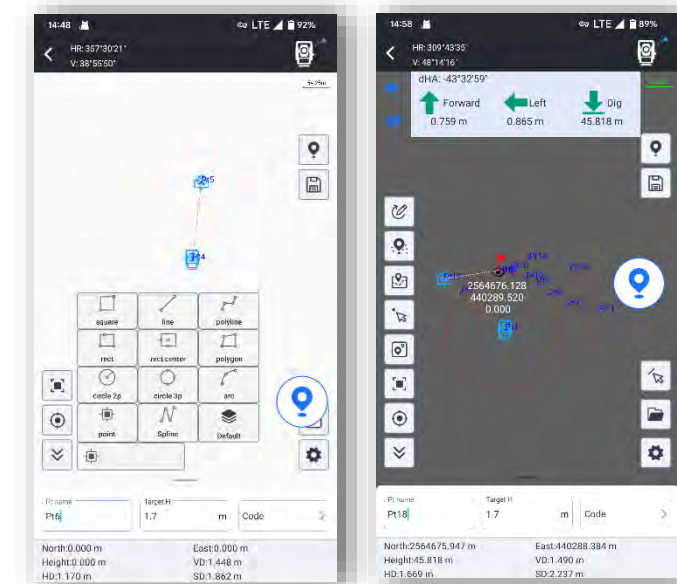 14:48
LTE 92%
HR: 357°30'21"
V: 38°55'50"
Pt5
Pt4
square
line
polyline
rect
rect center
polygon
circle 2p
circle 3p
arc
point
Spline
Default
Pt name
Pt6
Target H
1.7
m
Code
North:0.000 m
East:0.000 m
Height:0.000 m
VD:1.448 m
HD:1.170 m
SD:1.862 m
14:58
LTE 89%
HR: 309°43'35"
V: 48°14'16"
dHA: -43°32'59"
Forward
Left
Dig
0.759 m
0.865 m
45.818 m
2564676.128
440289.520
0.000
Pt name
Pt18
Target H
1.7
m
Code
North:2564675.947 m
East:440288.384 m
Height:45.818 m
VD:1.490 m
HD:1.669 m
SD:2.237 m